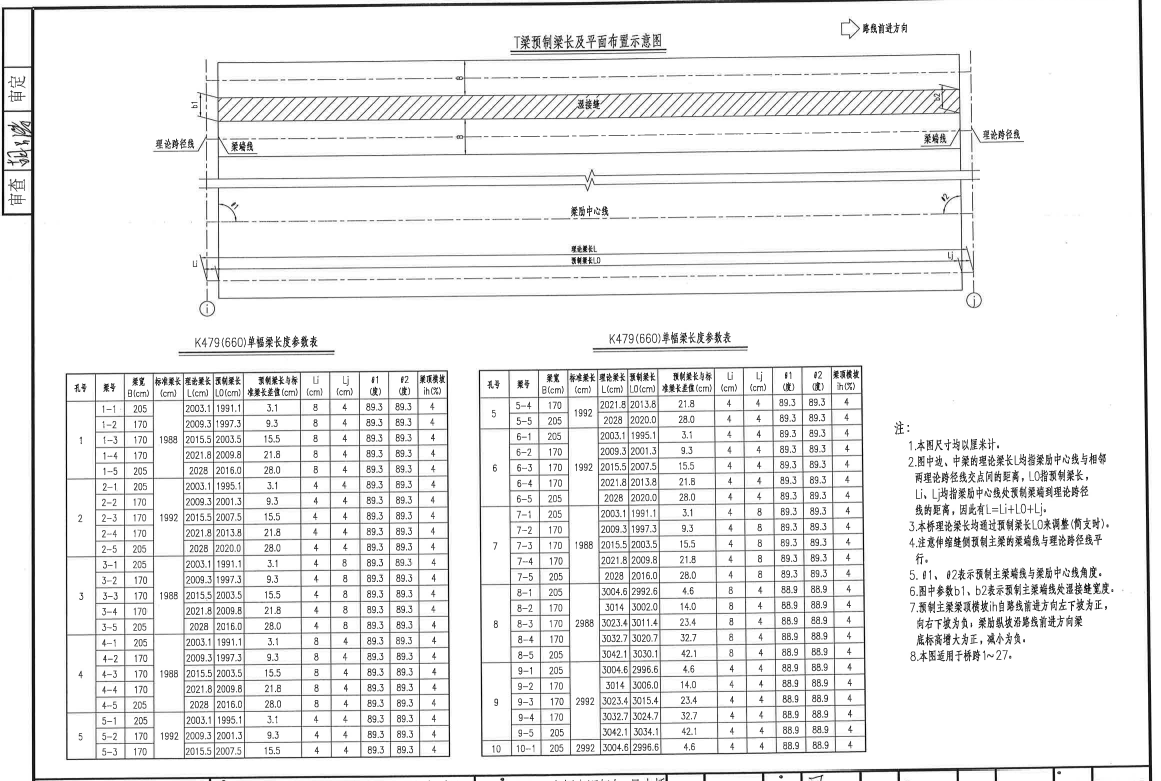 T梁预制梁长及平面布置示意图
路线前进方向
审定
审查
B
b1
湿接缝
b2
B
理论跨径线
梁端线
梁端线
理论跨径线
θ1
θ2
梁肋中心线
理论梁长L
预制梁长L0
Li
Lj
i
j
K479(660)单幅梁长度参数表
孔号 梁号 梁宽B(cm) 标准梁长(cm) 理论梁长L(cm) 预制梁长L0(cm) 预制梁长与标准梁长差值(cm) Li(cm) Lj(cm) θ1(度) θ2(度) 梁顶横坡ih(%)
1 1-1 205 1988 2003.1 1991.1 3.1 8 4 89.3 89.3 4
1-2 170 2009.3 1997.3 9.3 8 4 89.3 89.3 4
1-3 170 2015.5 2003.5 15.5 8 4 89.3 89.3 4
1-4 170 2021.8 2009.8 21.8 8 4 89.3 89.3 4
1-5 205 2028 2016.0 28.0 8 4 89.3 89.3 4
2 2-1 205 1992 2003.1 1995.1 3.1 4 4 89.3 89.3 4
2-2 170 2009.3 2001.3 9.3 4 4 89.3 89.3 4
2-3 170 2015.5 2007.5 15.5 4 4 89.3 89.3 4
2-4 170 2021.8 2013.8 21.8 4 4 89.3 89.3 4
2-5 205 2028 2020.0 28.0 4 4 89.3 89.3 4
3 3-1 205 1988 2003.1 1991.1 3.1 4 8 89.3 89.3 4
3-2 170 2009.3 1997.3 9.3 4 8 89.3 89.3 4
3-3 170 2015.5 2003.5 15.5 4 8 89.3 89.3 4
3-4 170 2021.8 2009.8 21.8 4 8 89.3 89.3 4
3-5 205 2028 2016.0 28.0 4 8 89.3 89.3 4
4 4-1 205 1988 2003.1 1991.1 3.1 8 4 89.3 89.3 4
4-2 170 2009.3 1997.3 9.3 8 4 89.3 89.3 4
4-3 170 2015.5 2003.5 15.5 8 4 89.3 89.3 4
4-4 170 2021.8 2009.8 21.8 8 4 89.3 89.3 4
4-5 205 2028 2016.0 28.0 8 4 89.3 89.3 4
5 5-1 205 1992 2003.1 1995.1 3.1 4 4 89.3 89.3 4
5-2 170 2009.3 2001.3 9.3 4 4 89.3 89.3 4
5-3 170 2015.5 2007.5 15.5 4 4 89.3 89.3 4
K479(660)单幅梁长度参数表
孔号 梁号 梁宽B(cm) 标准梁长(cm) 理论梁长L(cm) 预制梁长L0(cm) 预制梁长与标准梁长差值(cm) Li(cm) Lj(cm) θ1(度) θ2(度) 梁顶横坡ih(%)
5 5-4 170 1992 2021.8 2013.8 21.8 4 4 89.3 89.3 4
5-5 205 2028 2020.0 28.0 4 4 89.3 89.3 4
6 6-1 205 1992 2003.1 1995.1 3.1 4 4 89.3 89.3 4
6-2 170 2009.3 2001.3 9.3 4 4 89.3 89.3 4
6-3 170 2015.5 2007.5 15.5 4 4 89.3 89.3 4
6-4 170 2021.8 2013.8 21.8 4 4 89.3 89.3 4
6-5 205 2028 2020.0 28.0 4 4 89.3 89.3 4
7 7-1 205 1988 2003.1 1991.1 3.1 4 8 89.3 89.3 4
7-2 170 2009.3 1997.3 9.3 4 8 89.3 89.3 4
7-3 170 2015.5 2003.5 15.5 4 8 89.3 89.3 4
7-4 170 2021.8 2009.8 21.8 4 8 89.3 89.3 4
7-5 205 2028 2016.0 28.0 4 8 89.3 89.3 4
8 8-1 205 2988 3004.6 2992.6 4.6 8 4 88.9 88.9 4
8-2 170 3014 3002.0 14.0 8 4 88.9 88.9 4
8-3 170 3023.4 3011.4 23.4 8 4 88.9 88.9 4
8-4 170 3032.7 3020.7 32.7 8 4 88.9 88.9 4
8-5 205 3042.1 3030.1 42.1 8 4 88.9 88.9 4
9 9-1 205 2992 3004.6 2996.6 4.6 4 4 88.9 88.9 4
9-2 170 3014 3006.0 14.0 4 4 88.9 88.9 4
9-3 170 3023.4 3015.4 23.4 4 4 88.9 88.9 4
9-4 170 3032.7 3024.7 32.7 4 4 88.9 88.9 4
9-5 205 3042.1 3034.1 42.1 4 4 88.9 88.9 4
10 10-1 205 2992 3004.6 2996.6 4.6 4 4 88.9 88.9 4
注:
1.本图尺寸均以厘米计。
2.图中边、中梁的理论梁长L均指梁肋中心线与相邻
两理论跨径线交点间的距离，L0指预制梁长，
Li、Lj均指梁肋中心线处预制梁端到理论跨径
线的距离，因此有L=Li+L0+Lj。
3.本桥理论梁长均通过预制梁长L0来调整(简支时)。
4.注意伸缩缝侧预制主梁的梁端线与理论跨径线平
行。
5.θ1、θ2表示预制主梁端线与梁肋中心线角度。
6.图中参数b1、b2表示预制主梁端线处湿接缝宽度。
7.预制主梁梁顶横坡ih自路线前进方向左下坡为正，
向右下坡为负；梁肋纵坡沿路线前进方向梁
底标高增大为正，减小为负。
8.本图适用于桥跨1~27。